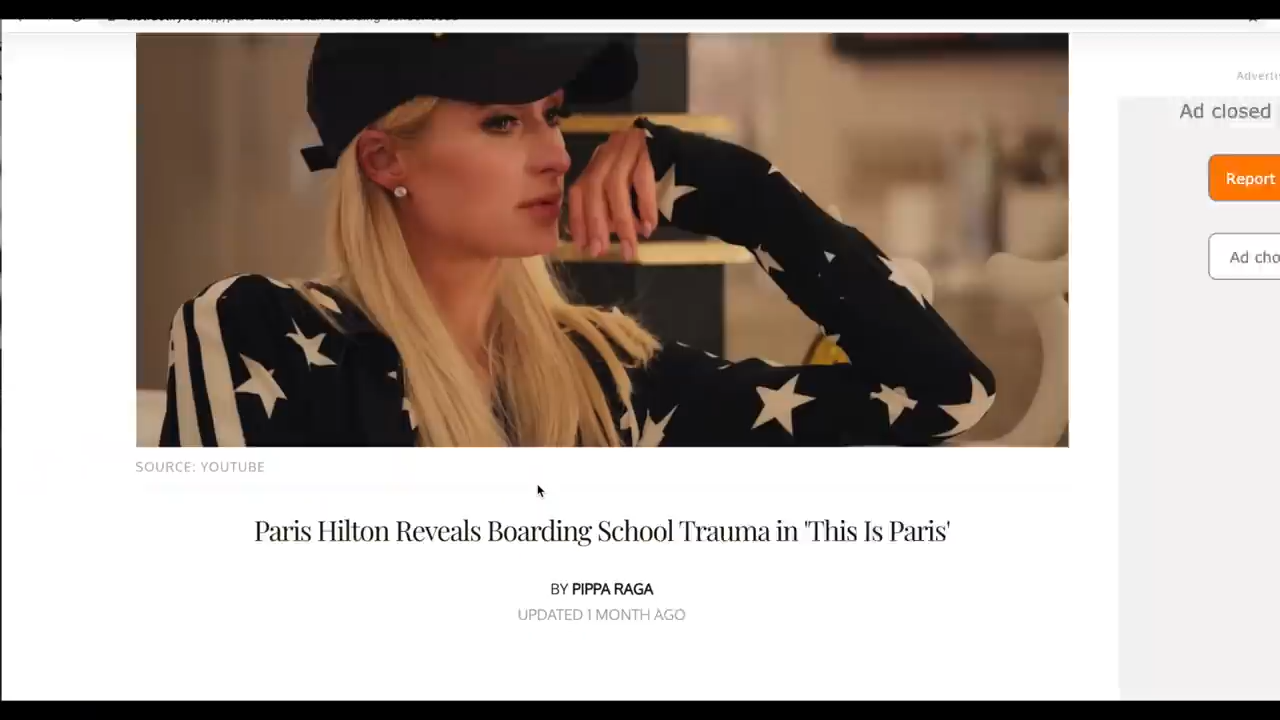 Adverti
Ad closed
Report
Ad cho
SOURCE: YOUTUBE
Paris Hilton Reveals Boarding School Trauma in 'This Is Paris'
BY PIPPA RAGA
UPDATED 1 MONTH AGO